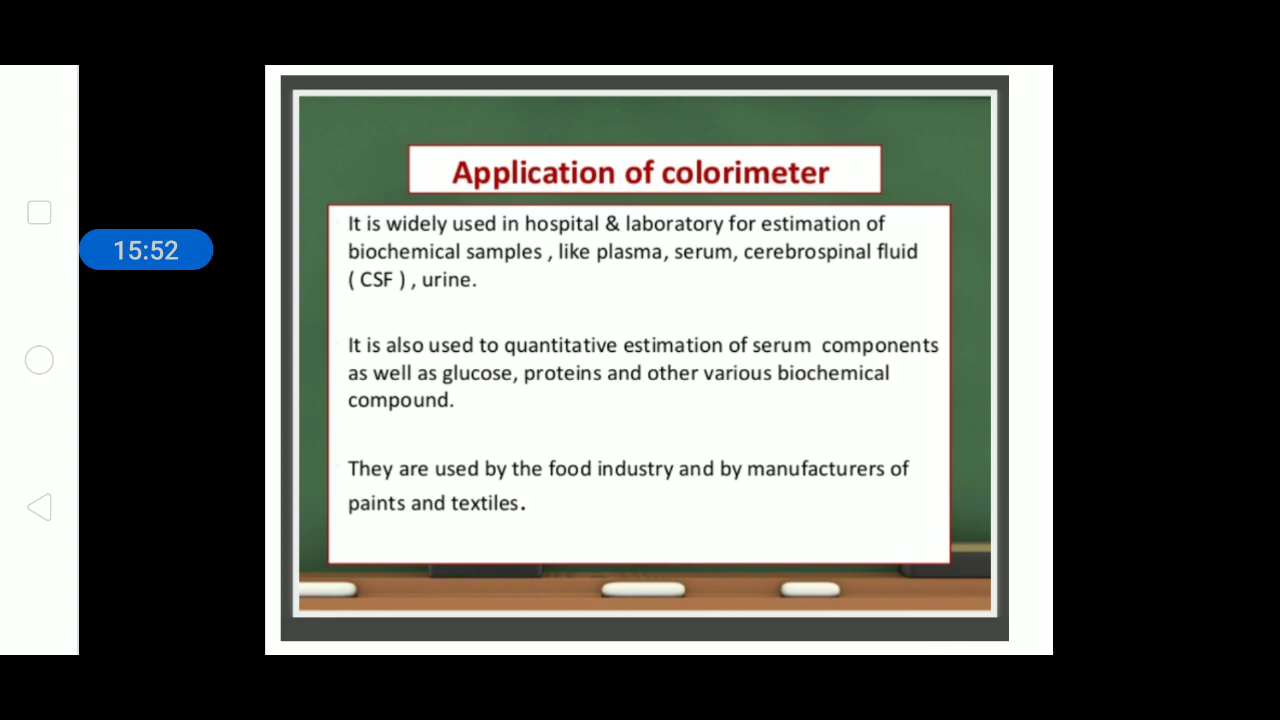 Application of colorimeter
15:52
It is widely used in hospital & laboratory for estimation of
biochemical samples , like plasma, serum, cerebrospinal fluid
( CSF ) , urine.
It is also used to quantitative estimation of serum  components
as well as glucose, proteins and other various biochemical
compound.
They are used by the food industry and by manufacturers of
paints and textiles.